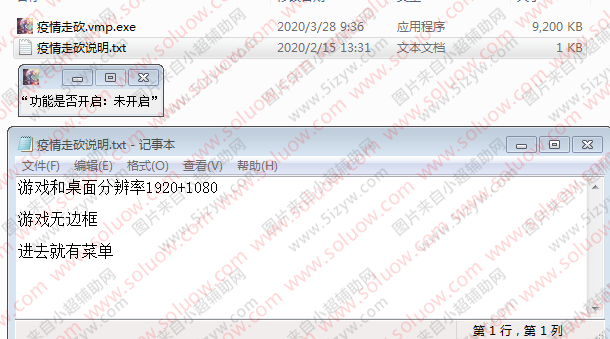 疫情走砍.vmp.exe 2020/3/28 9:36 应用程序 9,200 KB
疫情走砍说明.txt 2020/2/15 13:31 文本文档 1 KB
“功能是否开启：未开启”
疫情走砍说明.txt - 记事本
文件(F) 编辑(E) 格式(O) 查看(V) 帮助(H)
游戏和桌面分辨率1920+1080
游戏无边框
进去就有菜单
第 1 行，第 1 列
图片来自小超辅助网
www.soluow.com
www.51zyw.com